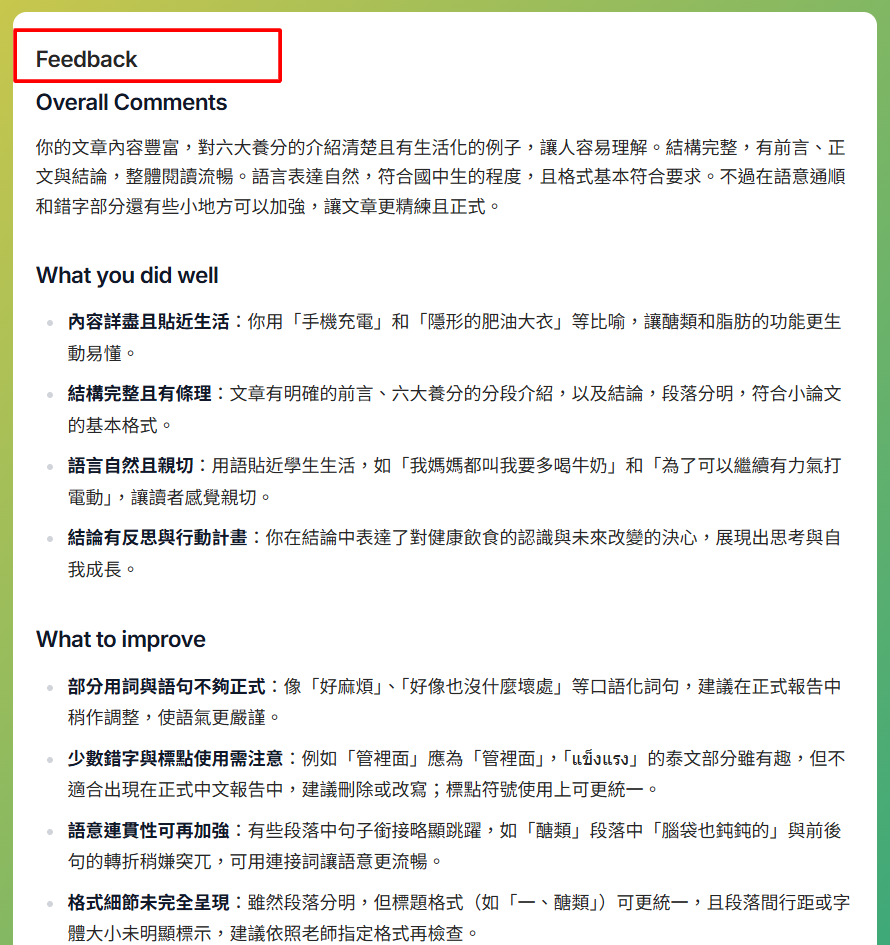 Feedback
Overall Comments
你的文章內容豐富，對六大養分的介紹清楚且有生活化的例子，讓人容易理解。結構完整，有前言、正
文與結論，整體閱讀流暢。語言表達自然，符合國中生的程度，且格式基本符合要求。不過在語意通順
和錯字部分還有些小地方可以加強，讓文章更精練且正式。
What you did well
內容詳盡且貼近生活：你用「手機充電」和「隱形的肥油大衣」等比喻，讓醣類和脂肪的功能更生
動易懂。
結構完整且有條理：文章有明確的前言、六大養分的分段介紹，以及結論，段落分明，符合小論文
的基本格式。
語言自然且親切：用語貼近學生生活，如「我媽媽都叫我要多喝牛奶」和「為了可以繼續有力氣打
電動」，讓讀者感覺親切。
結論有反思與行動計畫：你在結論中表達了對健康飲食的認識與未來改變的決心，展現出思考與自
我成長。
What to improve
部分用詞與語句不夠正式：像「好麻煩」、「好像也沒什麼壞處」等口語化詞句，建議在正式報告中
稍作調整，使語氣更嚴謹。
少數錯字與標點使用需注意：例如「管裡面」應為「管裡面」，「แข็งแรง」的泰文部分雖有趣，但不
適合出現在正式中文報告中，建議刪除或改寫；標點符號使用上可更統一。
語意連貫性可再加強：有些段落中句子銜接略顯跳躍，如「醣類」段落中「腦袋也鈍鈍的」與前後
句的轉折稍嫌突兀，可用連接詞讓語意更流暢。
格式細節未完全呈現：雖然段落分明，但標題格式（如「一、醣類」）可更統一，且段落間行距或字
體大小未明顯標示，建議依照老師指定格式再檢查。